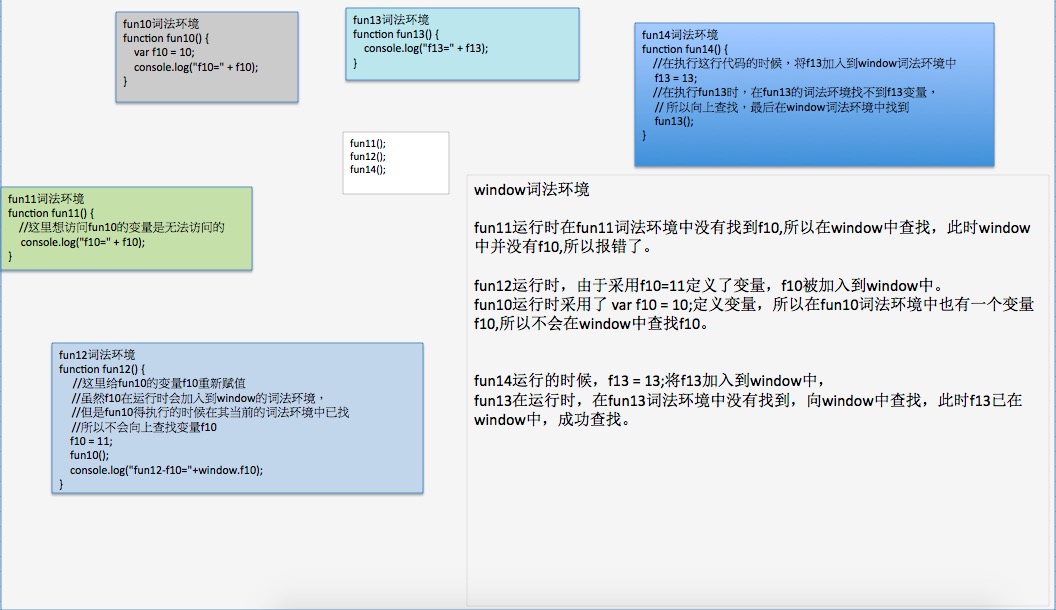 fun10词法环境
function fun10() {
var f10 = 10;
console.log("f10=" + f10);
}
fun13词法环境
function fun13() {
console.log("f13=" + f13);
}
fun14词法环境
function fun14() {
//在执行这行代码的时候，将f13加入到window词法环境中
f13 = 13;
//在执行fun13时，在fun13的词法环境找不到f13变量，
// 所以向上查找，最后在window词法环境中找到
fun13();
}
fun11();
fun12();
fun14();
fun11词法环境
function fun11() {
//这里想访问fun10的变量是无法访问的
console.log("f10=" + f10);
}
window词法环境
fun11运行时在fun11词法环境中没有找到f10,所以在window中查找，此时window
中并没有f10,所以报错了。
fun12运行时，由于采用f10=11定义了变量，f10被加入到window中。
fun10运行时采用了 var f10 = 10;定义变量，所以在fun10词法环境中也有一个变量
f10,所以不会在window中查找f10。
fun14运行的时候，f13 = 13;将f13加入到window中，
fun13在运行时，在fun13词法环境中没有找到，向window中查找，此时f13已在
window中，成功查找。
fun12词法环境
function fun12() {
//这里给fun10的变量f10重新赋值
//虽然f10在运行时会加入到window的词法环境，
//但是fun10得执行的时候在其当前的词法环境中已找
//所以不会向上查找变量f10
f10 = 11;
fun10();
console.log("fun12-f10="+window.f10);
}